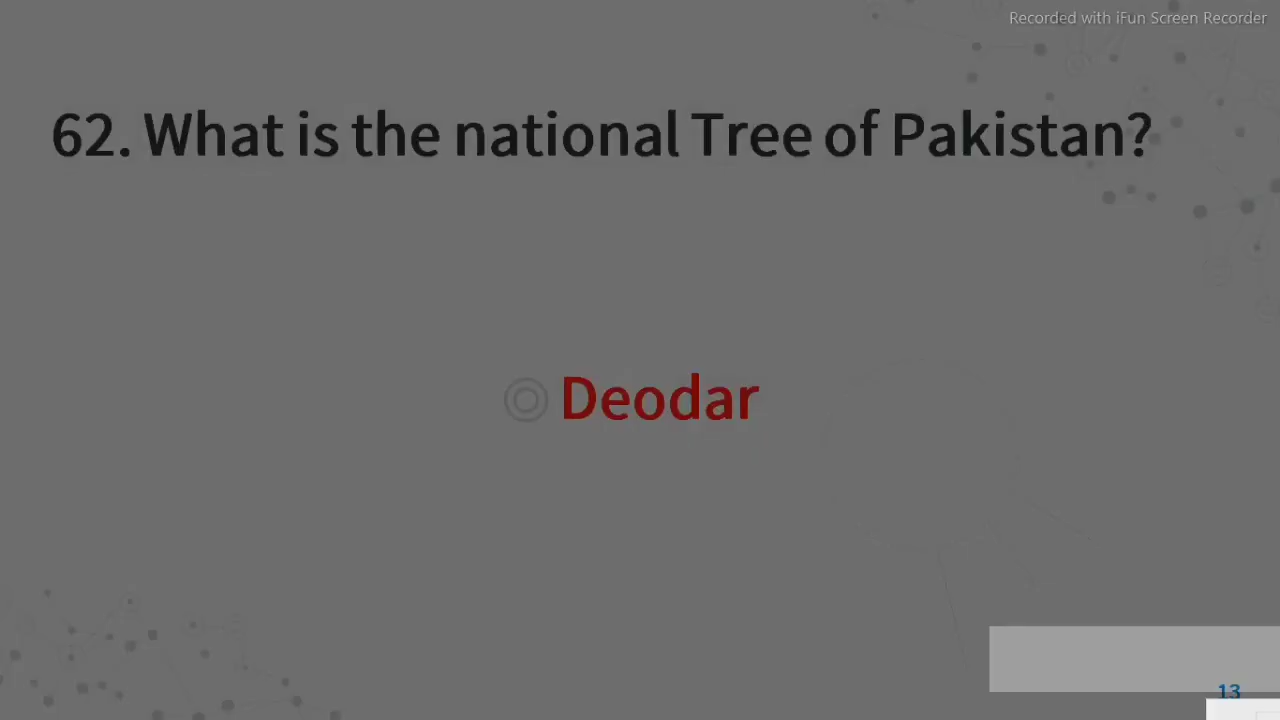 Recorded with iFun Screen Recorder
62. What is the national Tree of Pakistan?
Deodar
13